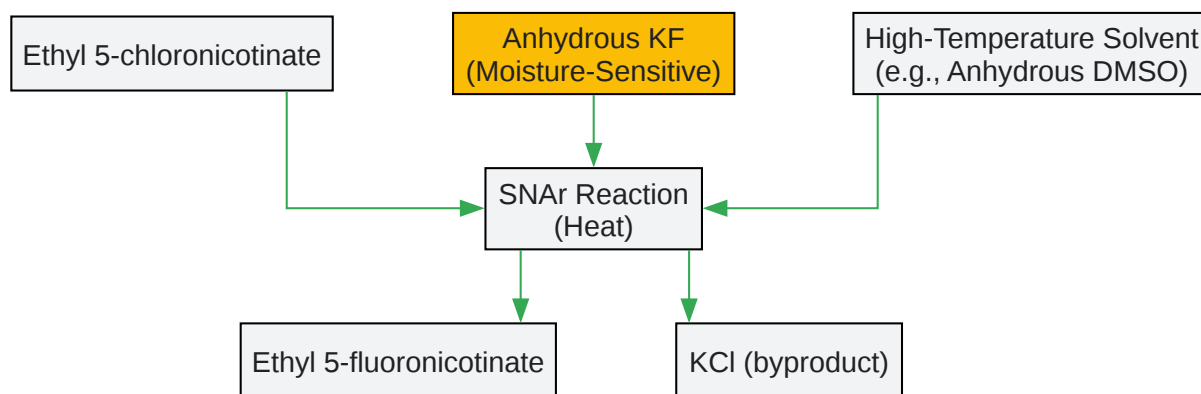 Ethyl 5-chloronicotinate
Anhydrous KF
(Moisture-Sensitive)
High-Temperature Solvent
(e.g., Anhydrous DMSO)
SNAr Reaction
(Heat)
Ethyl 5-fluoronicotinate
KCl (byproduct)